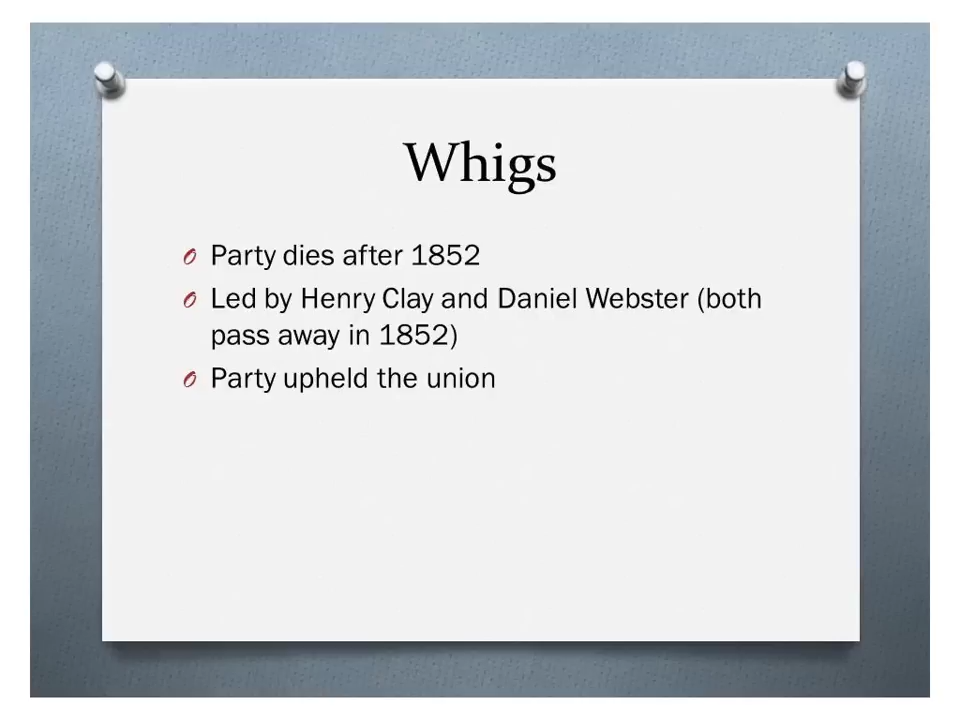 Whigs
Party dies after 1852
Led by Henry Clay and Daniel Webster (both
pass away in 1852)
Party upheld the union